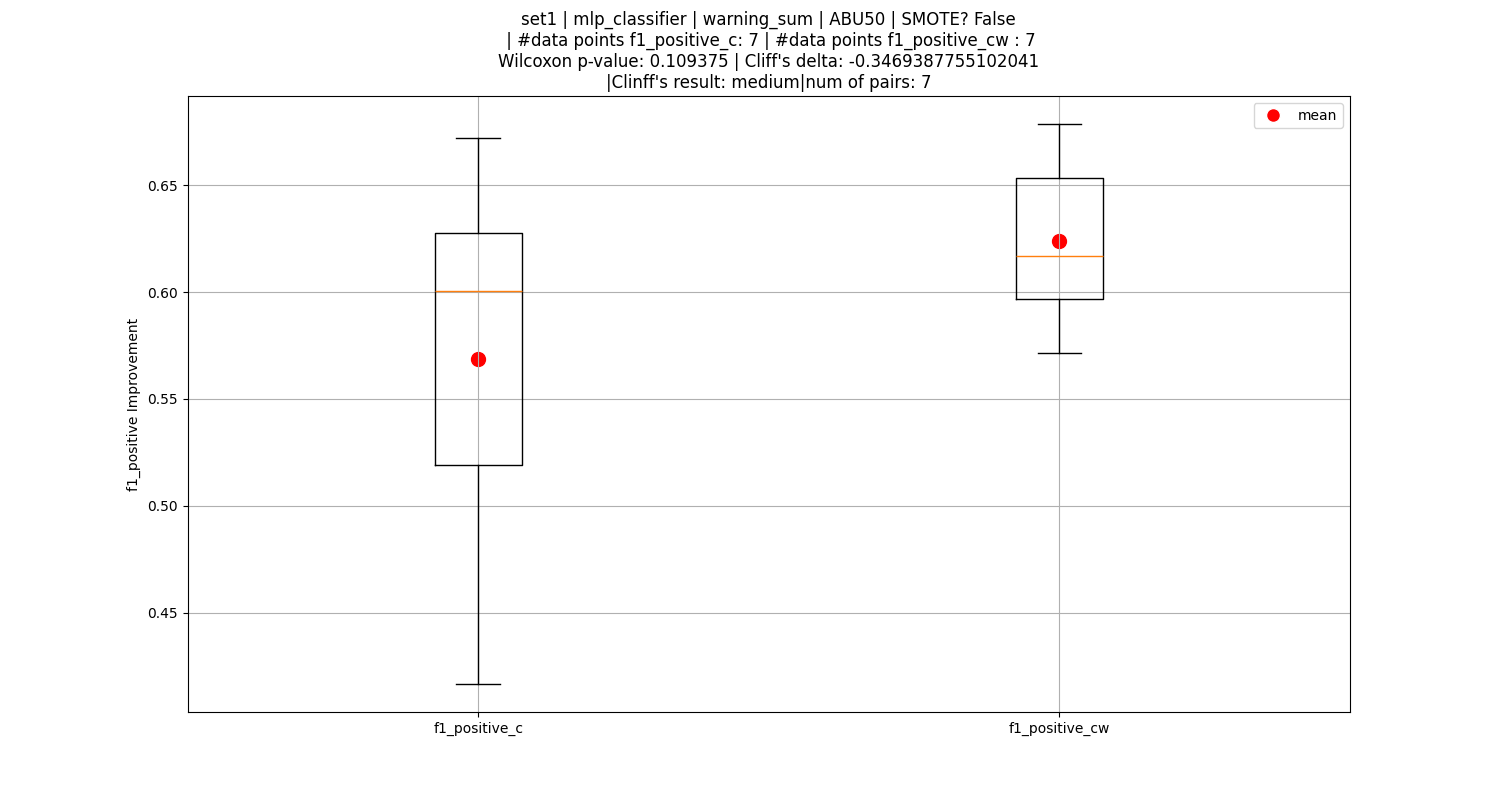 set1 | mlp_classifier | warning_sum | ABU50 | SMOTE? False
| #data points f1_positive_c: 7 | #data points f1_positive_cw : 7
Wilcoxon p-value: 0.109375 | Cliff's delta: -0.3469387755102041
|Clinff's result: medium|num of pairs: 7
mean
f1_positive Improvement
0.65
0.60
0.55
0.50
0.45
f1_positive_c
f1_positive_cw